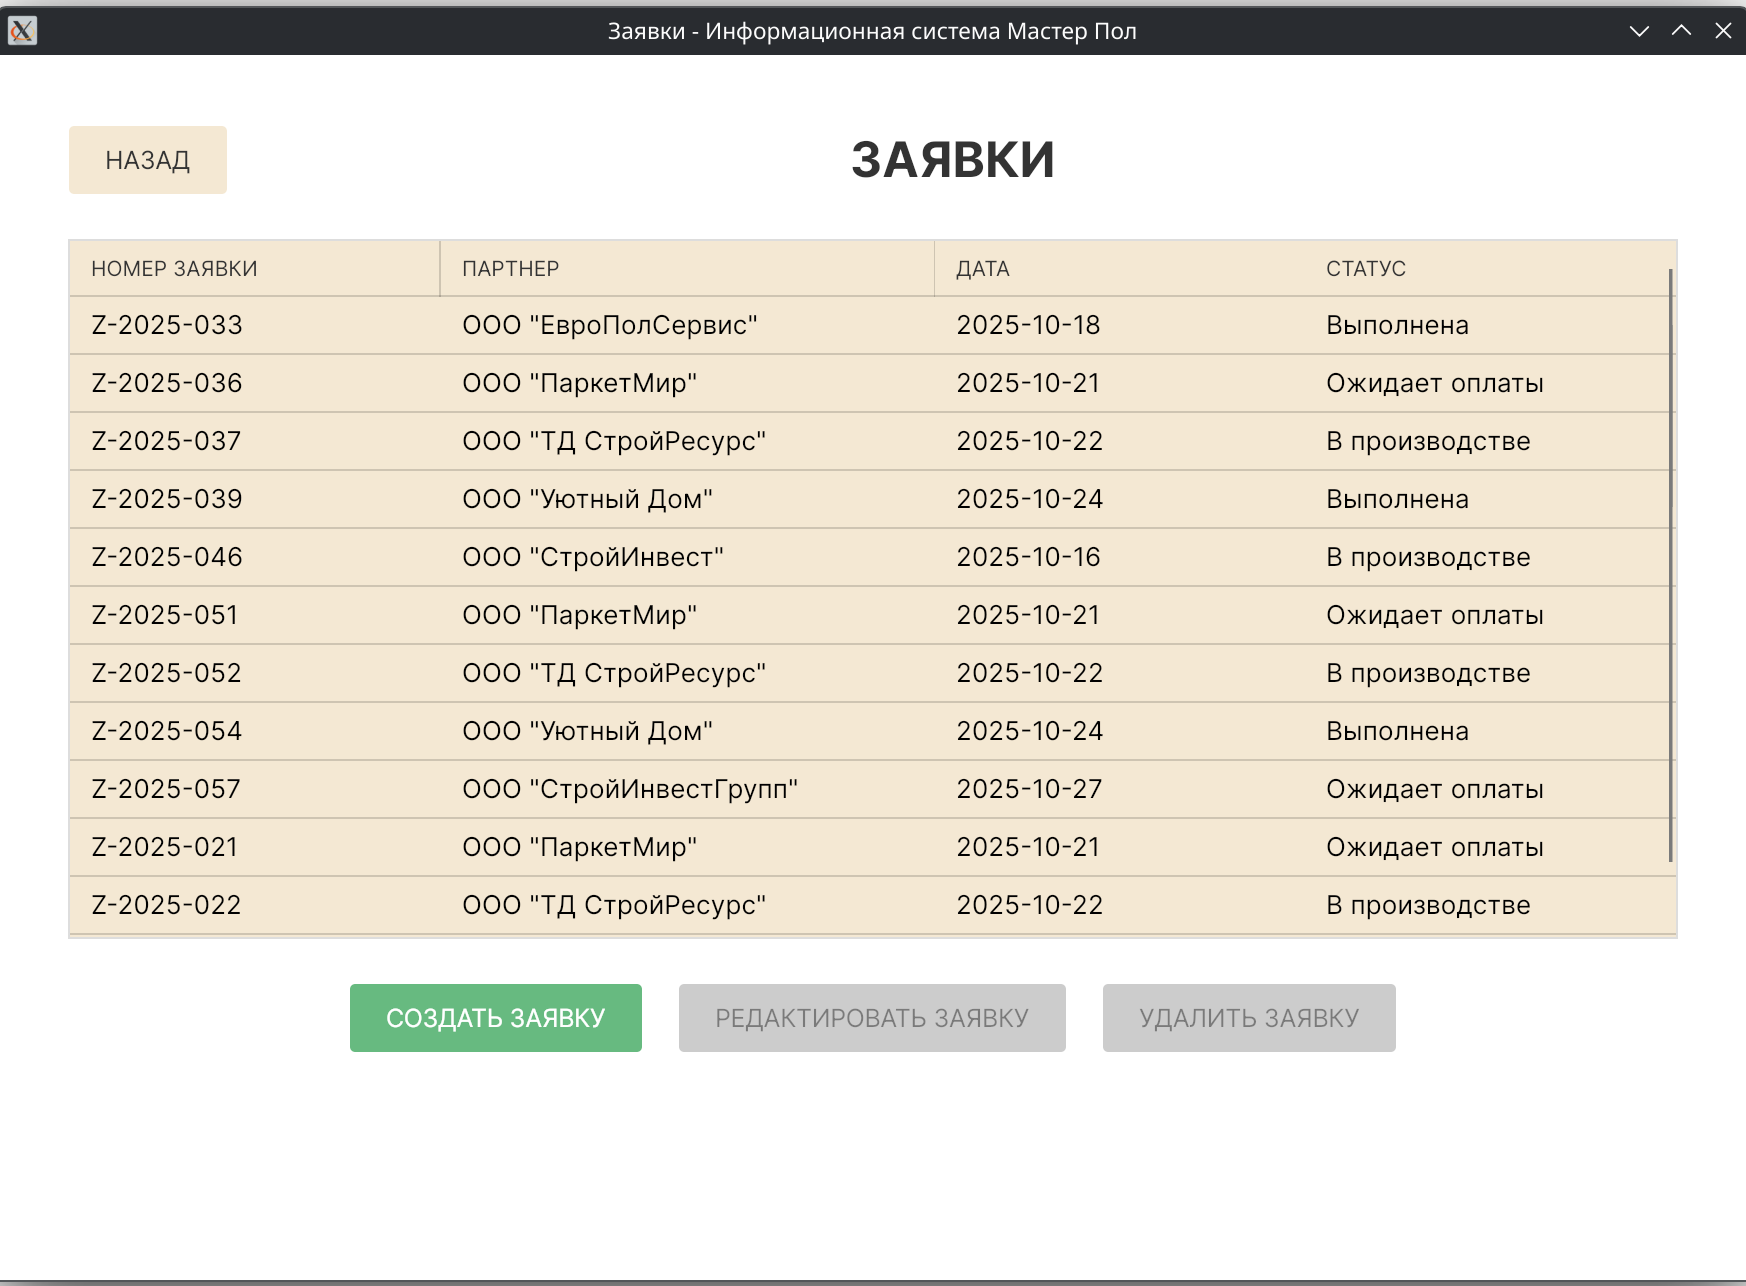 Заявки - Информационная система Мастер Пол
НАЗАД
ЗАЯВКИ
НОМЕР ЗАЯВКИ ПАРТНЕР ДАТА СТАТУС
Z-2025-033 ООО "ЕвроПолСервис" 2025-10-18 Выполнена
Z-2025-036 ООО "ПаркетМир" 2025-10-21 Ожидает оплаты
Z-2025-037 ООО "ТД СтройРесурс" 2025-10-22 В производстве
Z-2025-039 ООО "Уютный Дом" 2025-10-24 Выполнена
Z-2025-046 ООО "СтройИнвест" 2025-10-16 В производстве
Z-2025-051 ООО "ПаркетМир" 2025-10-21 Ожидает оплаты
Z-2025-052 ООО "ТД СтройРесурс" 2025-10-22 В производстве
Z-2025-054 ООО "Уютный Дом" 2025-10-24 Выполнена
Z-2025-057 ООО "СтройИнвестГрупп" 2025-10-27 Ожидает оплаты
Z-2025-021 ООО "ПаркетМир" 2025-10-21 Ожидает оплаты
Z-2025-022 ООО "ТД СтройРесурс" 2025-10-22 В производстве
СОЗДАТЬ ЗАЯВКУ РЕДАКТИРОВАТЬ ЗАЯВКУ УДАЛИТЬ ЗАЯВКУ